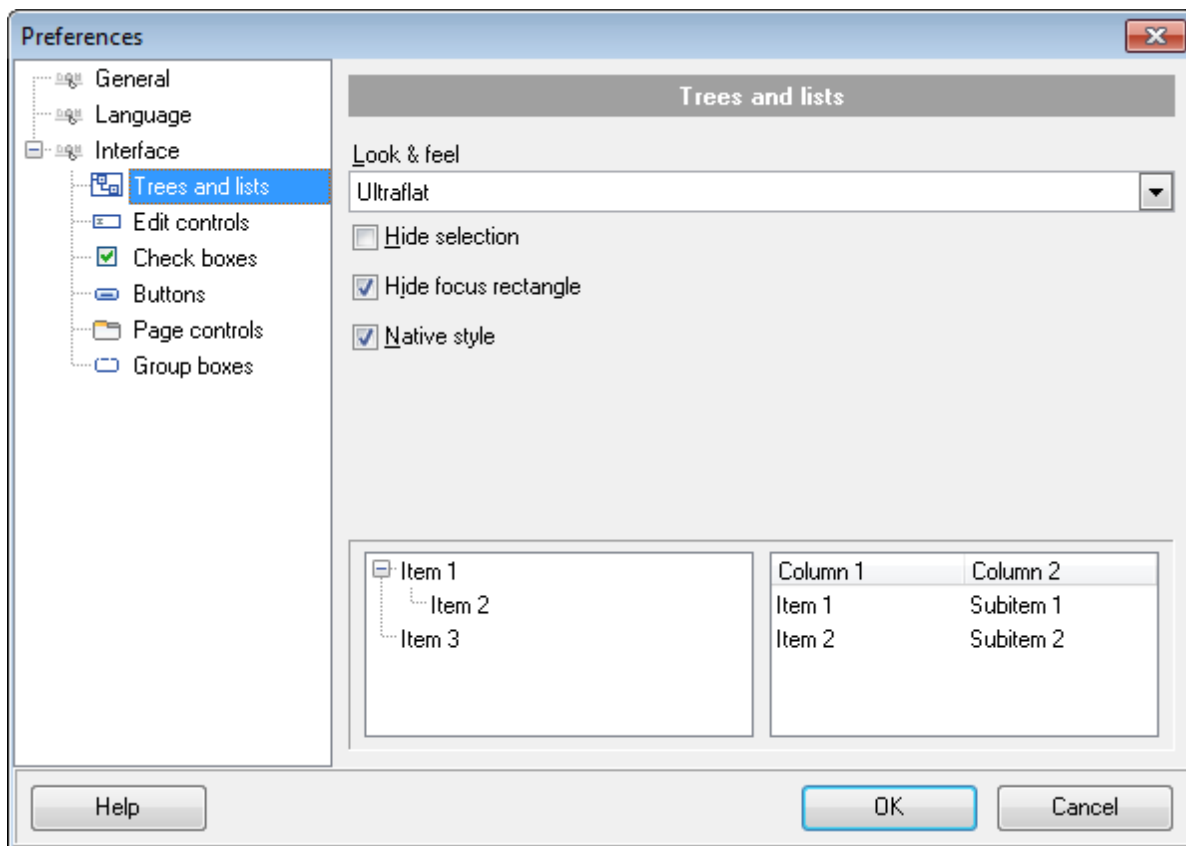 Preferences
General
Language
Interface
Trees and lists
Edit controls
Check boxes
Buttons
Page controls
Group boxes
Trees and lists
Look & feel
Ultraflat
Hide selection
Hide focus rectangle
Native style
Item 1
Item 2
Item 3
Column 1 Column 2
Item 1 Subitem 1
Item 2 Subitem 2
Help OK Cancel